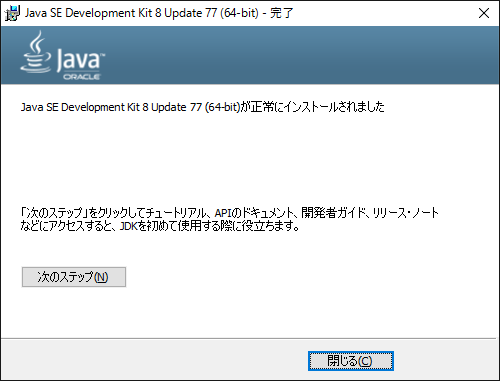 Java SE Development Kit 8 Update 77 (64-bit) - 完了
Java™
ORACLE
Java SE Development Kit 8 Update 77 (64-bit)が正常にインストールされました
「次のステップ」をクリックしてチュートリアル、APIのドキュメント、開発者ガイド、リリース・ノート
などにアクセスすると、JDKを初めて使用する際に役立ちます。
次のステップ(N)
閉じる(C)